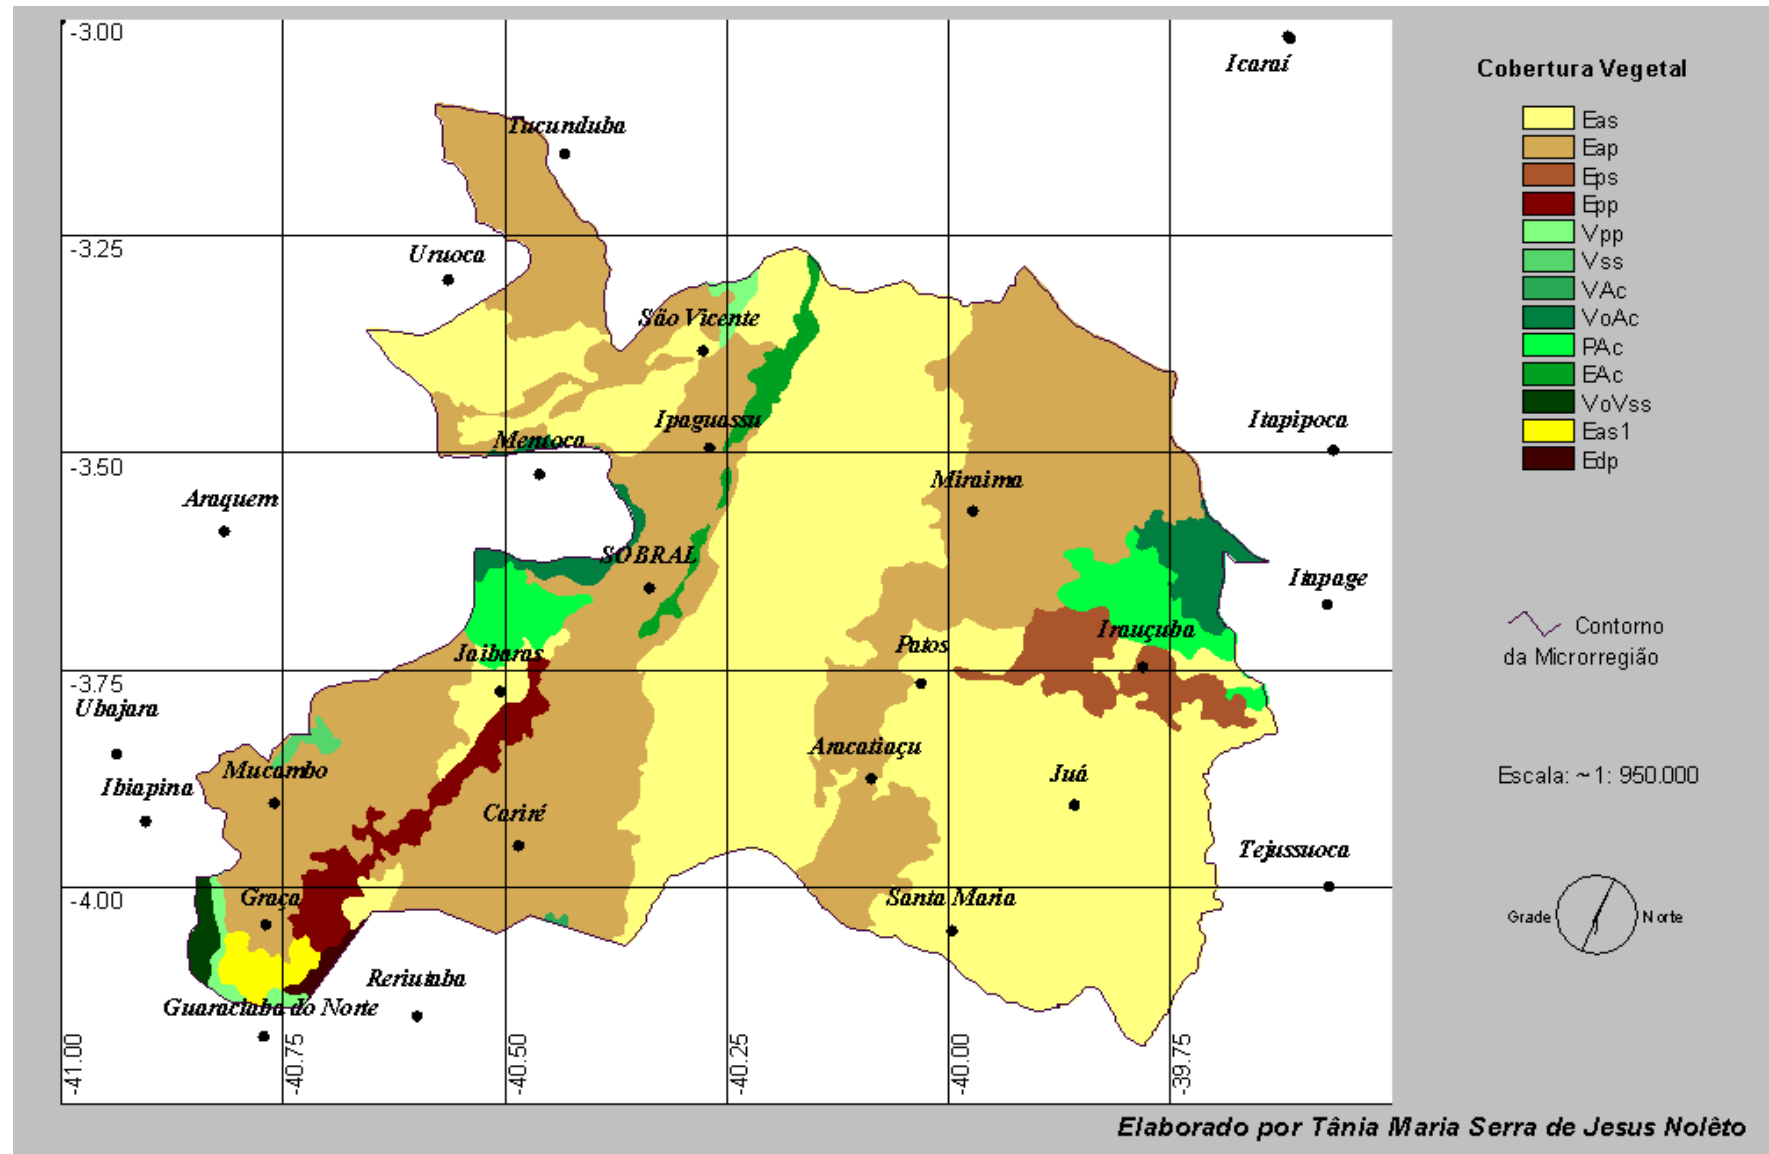 -3.00
Icaraí
Cobertura Vegetal
Eas
Eap
Eps
Epp
Vpp
Vss
VAc
VoAc
PAc
EAc
VoVss
Eas1
Edp
Tucunduba
-3.25
Uruoca
São Vicente
Ipaguassu
Itapipoca
Mentoca
-3.50
Miraima
Araquem
SOBRAL
Itapage
Contorno
da Microrregião
Irauçuba
Patos
Jaibaras
-3.75
Ubajara
Aracatiaçu
Juá
Mucambo
Ibiapina
Escala: ~1: 950.000
Cariré
Tejussuoca
-4.00
Graça
Santa Maria
Grade
Norte
Reriutaba
Guaraciaba do Norte
-41.00
-40.75
-40.50
-40.25
-40.00
-39.75
Elaborado por Tânia Maria Serra de Jesus Nolêto